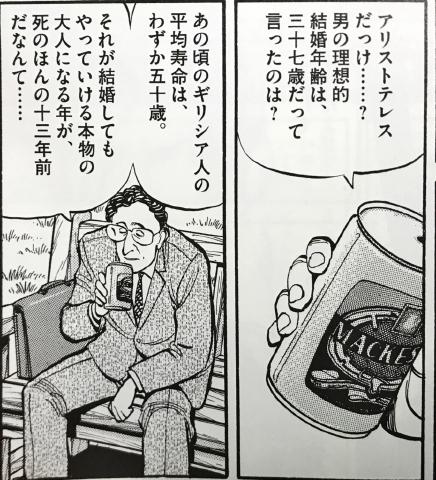 アリストテレス
だっけ……？
男の理想的
結婚年齢は、
三十七歳だって
言ったのは？
MACKES
あの頃のギリシア人の
平均寿命は、
わずか五十歳。
それが結婚しても
やっていける本物の
大人になる年が、
死のほんの十三年前
だなんて……